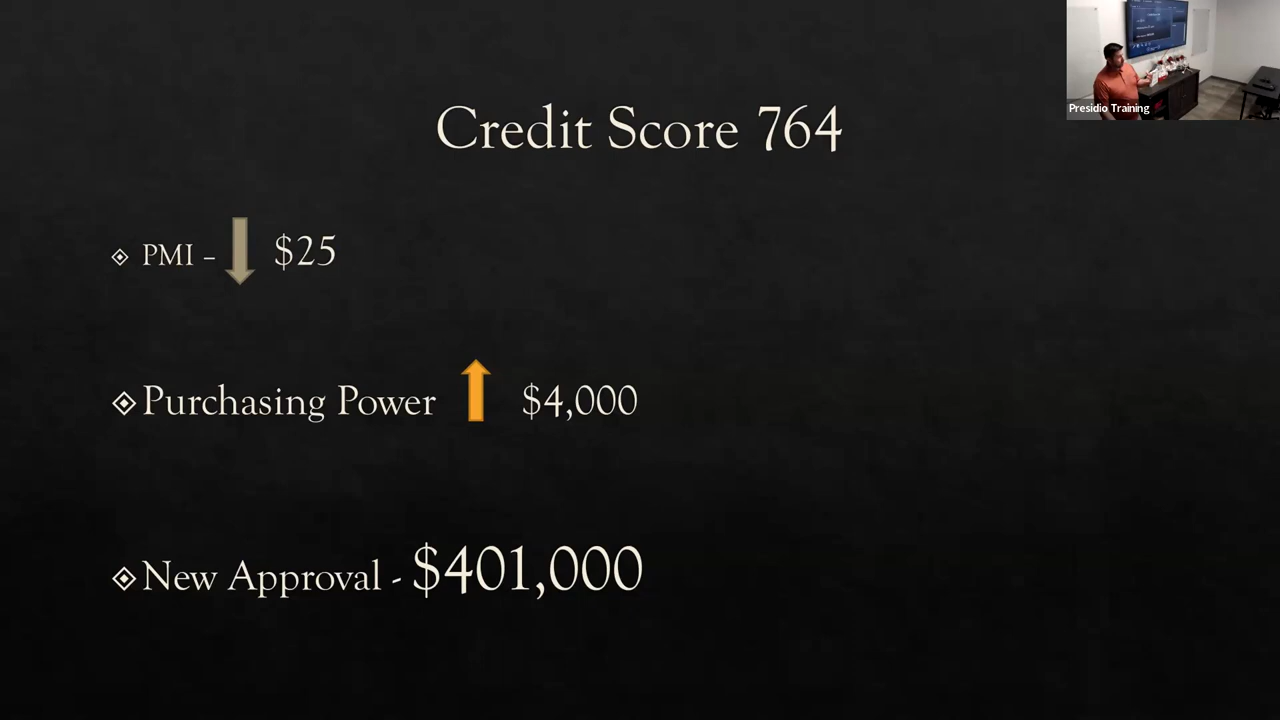 Presidio Training
Credit Score 764
PMI – $25
Purchasing Power $4,000
New Approval - $401,000